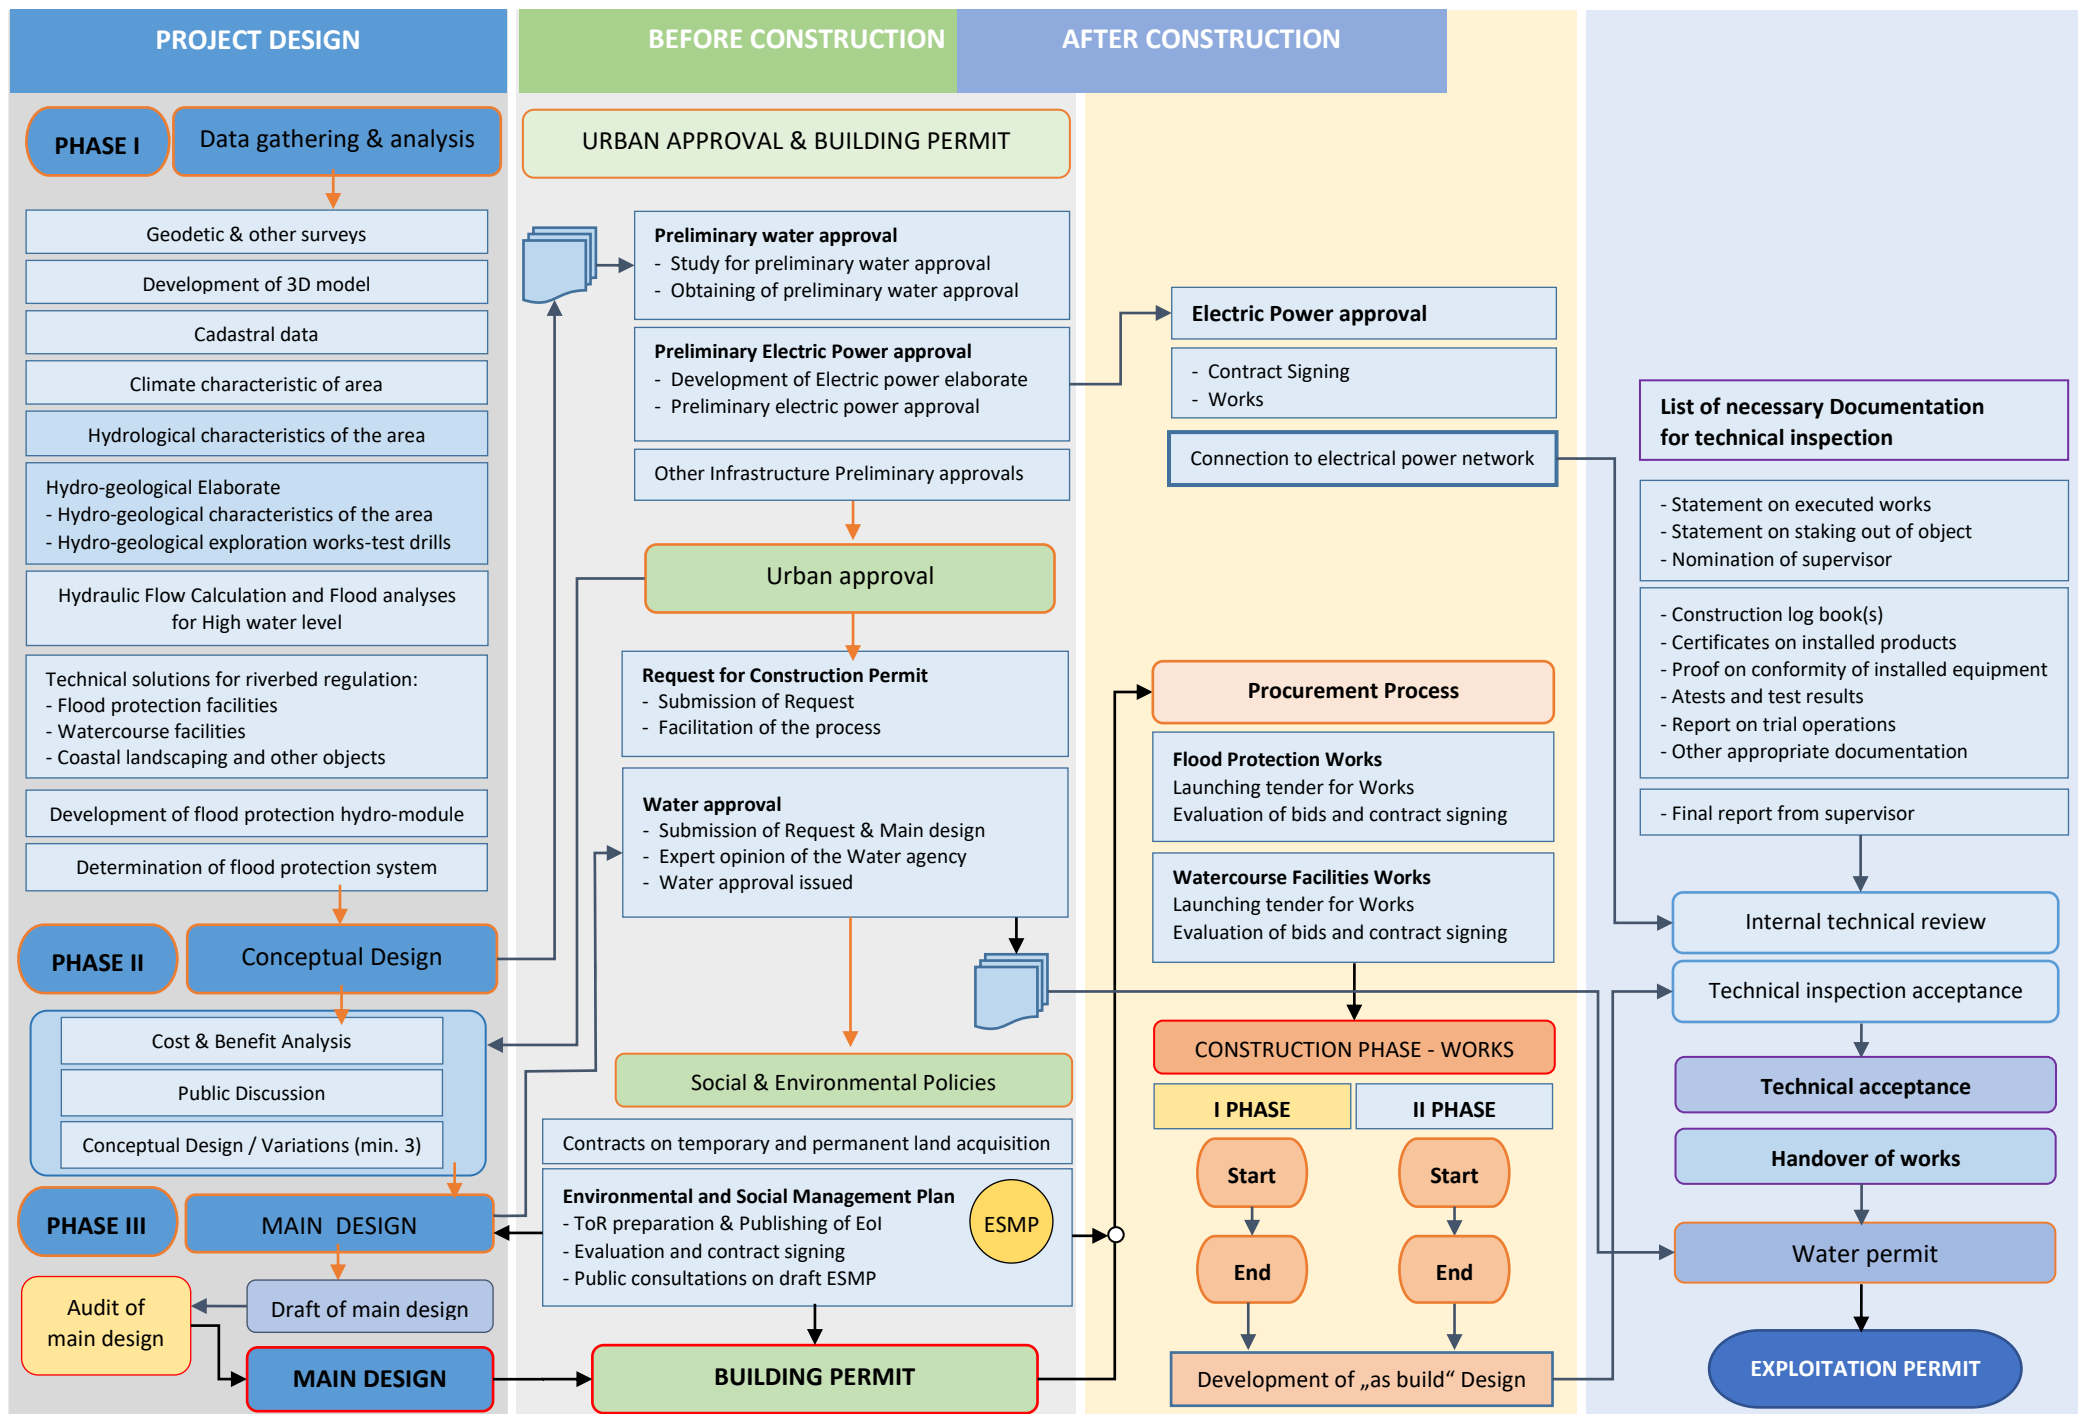 PROJECT DESIGN
BEFORE CONSTRUCTION
AFTER CONSTRUCTION
PHASE I
Data gathering & analysis
Geodetic & other surveys
Development of 3D model
Cadastral data
Climate characteristic of area
Hydrological characteristics of the area
Hydro-geological Elaborate
- Hydro-geological characteristics of the area
- Hydro-geological exploration works-test drills
Hydraulic Flow Calculation and Flood analyses
for High water level
Technical solutions for riverbed regulation:
- Flood protection facilities
- Watercourse facilities
- Coastal landscaping and other objects
Development of flood protection hydro-module
Determination of flood protection system
PHASE II
Conceptual Design
Cost & Benefit Analysis
Public Discussion
Conceptual Design / Variations (min. 3)
PHASE III
MAIN DESIGN
Audit of
main design
Draft of main design
MAIN DESIGN
URBAN APPROVAL & BUILDING PERMIT
Preliminary water approval
- Study for preliminary water approval
- Obtaining of preliminary water approval
Preliminary Electric Power approval
- Development of Electric power elaborate
- Preliminary electric power approval
Other Infrastructure Preliminary approvals
Urban approval
Request for Construction Permit
- Submission of Request
- Facilitation of the process
Water approval
- Submission of Request & Main design
- Expert opinion of the Water agency
- Water approval issued
Social & Environmental Policies
Contracts on temporary and permanent land acquisition
Environmental and Social Management Plan
- ToR preparation & Publishing of EoI
- Evaluation and contract signing
- Public consultations on draft ESMP
ESMP
BUILDING PERMIT
Electric Power approval
- Contract Signing
- Works
Connection to electrical power network
Procurement Process
Flood Protection Works
Launching tender for Works
Evaluation of bids and contract signing
Watercourse Facilities Works
Launching tender for Works
Evaluation of bids and contract signing
CONSTRUCTION PHASE - WORKS
I PHASE
II PHASE
Start
Start
End
End
Development of „as build“ Design
List of necessary Documentation
for technical inspection
- Statement on executed works
- Statement on staking out of object
- Nomination of supervisor
- Construction log book(s)
- Certificates on installed products
- Proof on conformity of installed equipment
- Atests and test results
- Report on trial operations
- Other appropriate documentation
- Final report from supervisor
Internal technical review
Technical inspection acceptance
Technical acceptance
Handover of works
Water permit
EXPLOITATION PERMIT